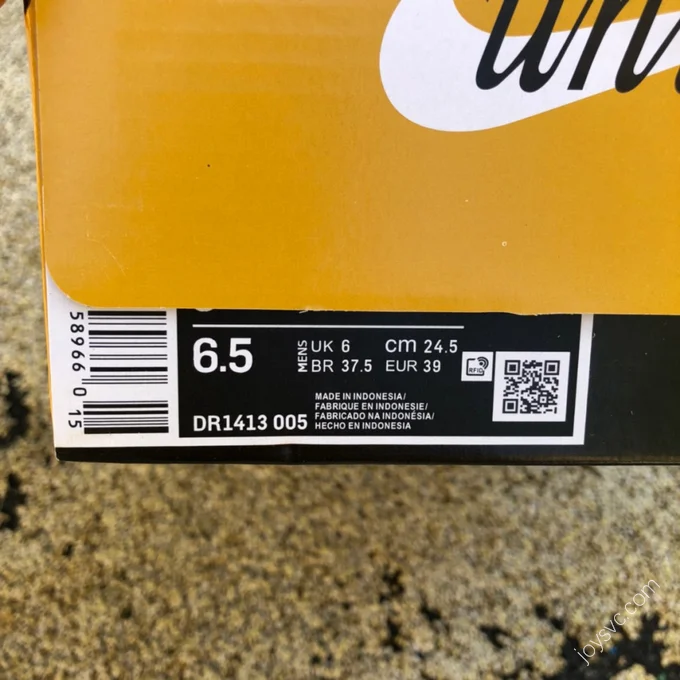 un
58966 0 15
6.5
MENS
UK 6
cm 24.5
BR 37.5
EUR 39
RFID
DR1413 005
MADE IN INDONESIA/
FABRIQUE EN INDONESIE/
FABRICADO NA INDONÉSIA/
HECHO EN INDONESIA
joysvc.com